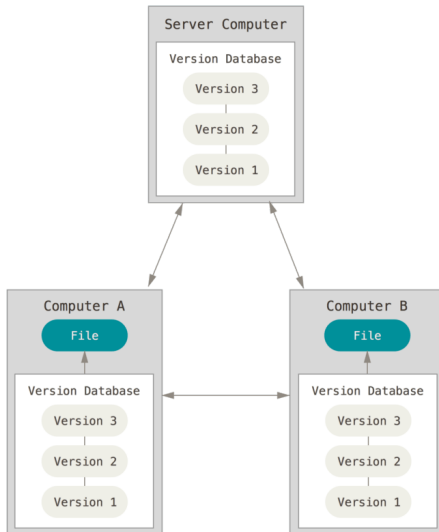 Server Computer
Version Database
Version 3
Version 2
Version 1
Computer A
File
Version Database
Version 3
Version 2
Version 1
Computer B
File
Version Database
Version 3
Version 2
Version 1